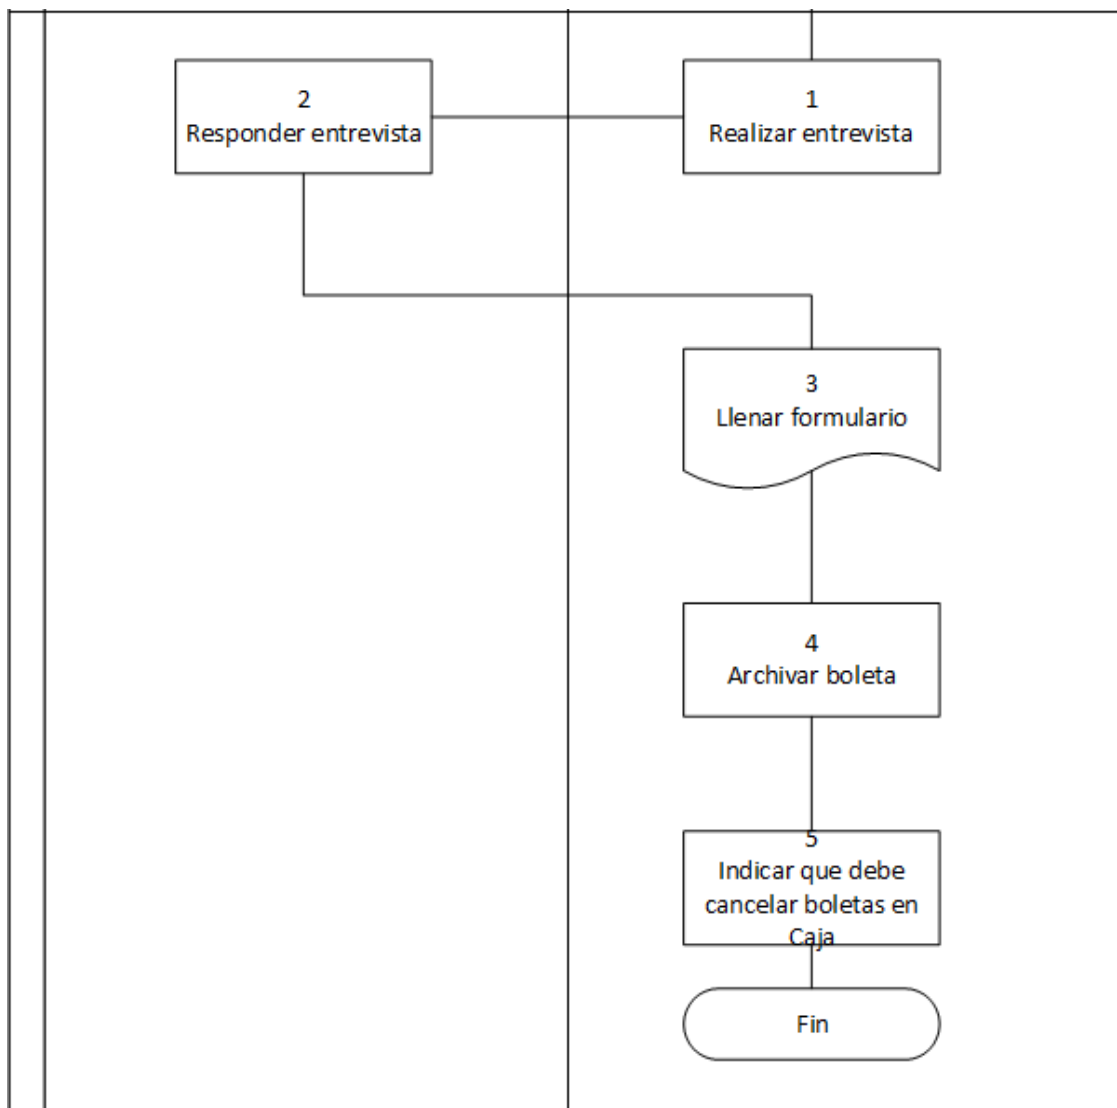 2
Responder entrevista
1
Realizar entrevista
3
Llenar formulario
4
Archivar boleta
5
Indicar que debe
cancelar boletas en
Caja
Fin